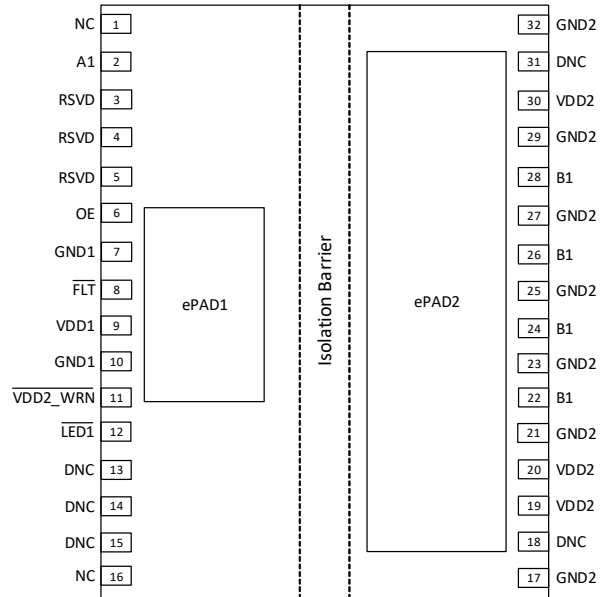 NC 1
A1 2
RSVD 3
RSVD 4
RSVD 5
OE 6
GND1 7
FLT 8
VDD1 9
GND1 10
VDD2_WRN 11
LED1 12
DNC 13
DNC 14
DNC 15
NC 16
ePAD1
Isolation Barrier
ePAD2
32 GND2
31 DNC
30 VDD2
29 GND2
28 B1
27 GND2
26 B1
25 GND2
24 B1
23 GND2
22 B1
21 GND2
20 VDD2
19 VDD2
18 DNC
17 GND2